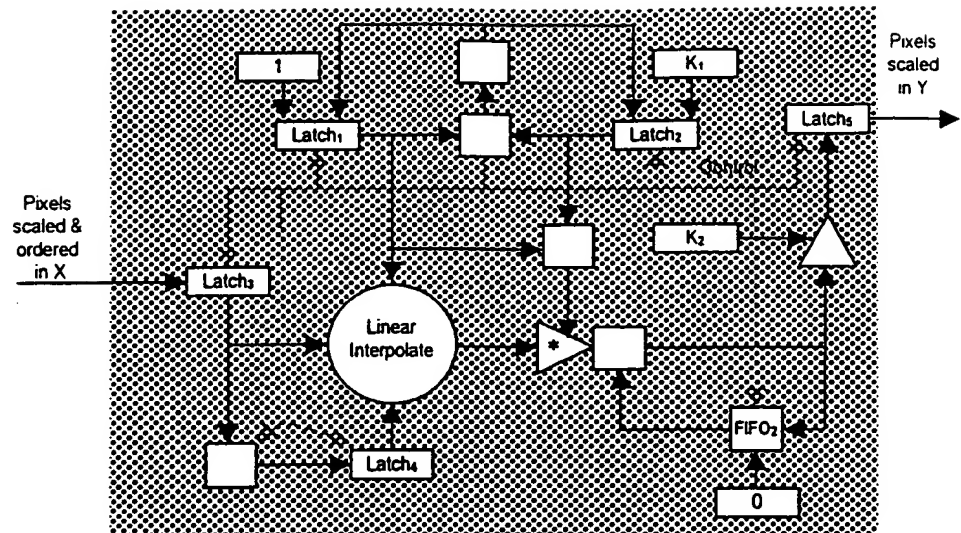 1
K₁
Pixels
scaled
in Y
Latch₁
Latch₂
Latch₅
Control
Pixels
scaled &
ordered
in X
K₂
Latch₃
Linear
Interpolate
*
FIFO₂
Latch₄
0